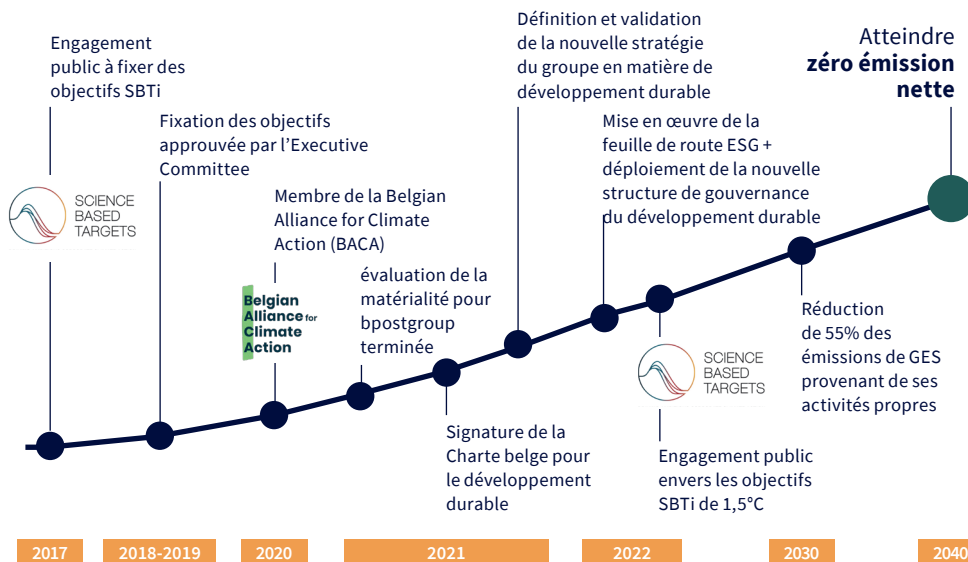 Engagement
public à fixer des
objectifs SBTi
SCIENCE
BASED
TARGETS
Fixation des objectifs
approuvée par l'Executive
Committee
Membre de la Belgian
Alliance for Climate
Action (BACA)
Belgian
Alliance for
Climate
Action
évaluation de la
matérialité pour
bpostgroup
terminée
Signature de la
Charte belge pour
le développement
durable
Définition et validation
de la nouvelle stratégie
du groupe en matière de
développement durable
Mise en œuvre de la
feuille de route ESG +
déploiement de la nouvelle
structure de gouvernance
du développement durable
SCIENCE
BASED
TARGETS
Engagement public
envers les objectifs
SBTi de 1,5°C
Réduction
de 55% des
émissions de GES
provenant de ses
activités propres
Atteindre
zéro émission
nette
2017
2018-2019
2020
2021
2022
2030
2040